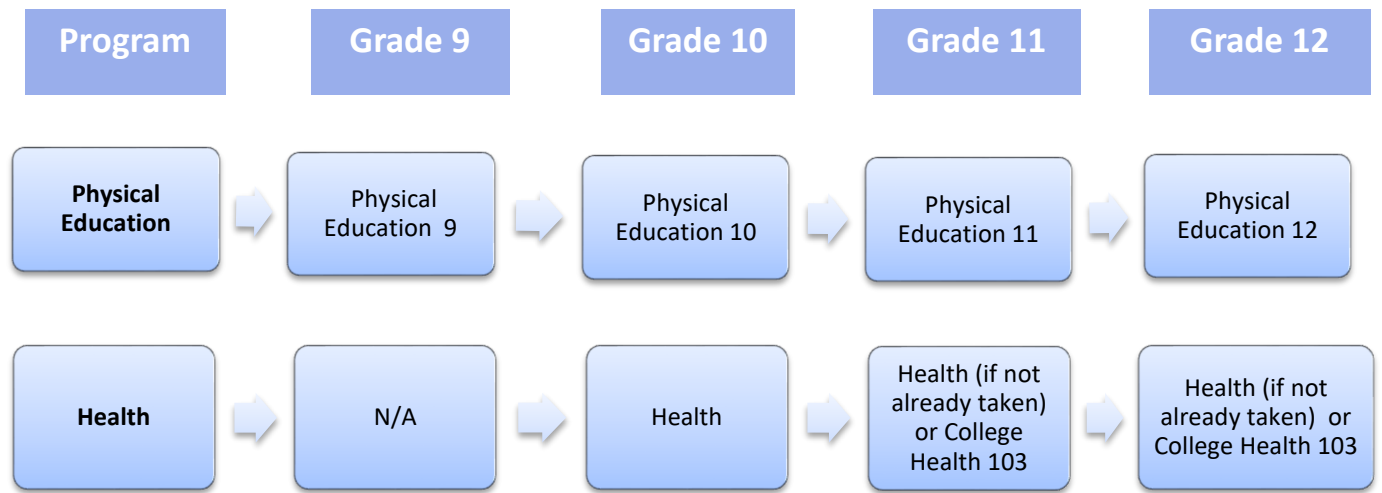 Program
Grade 9
Grade 10
Grade 11
Grade 12
Physical
Education
Physical
Education 9
Physical
Education 10
Physical
Education 11
Physical
Education 12
Health
N/A
Health
Health (if not
already taken)
or College
Health 103
Health (if not
already taken) or
College Health 103